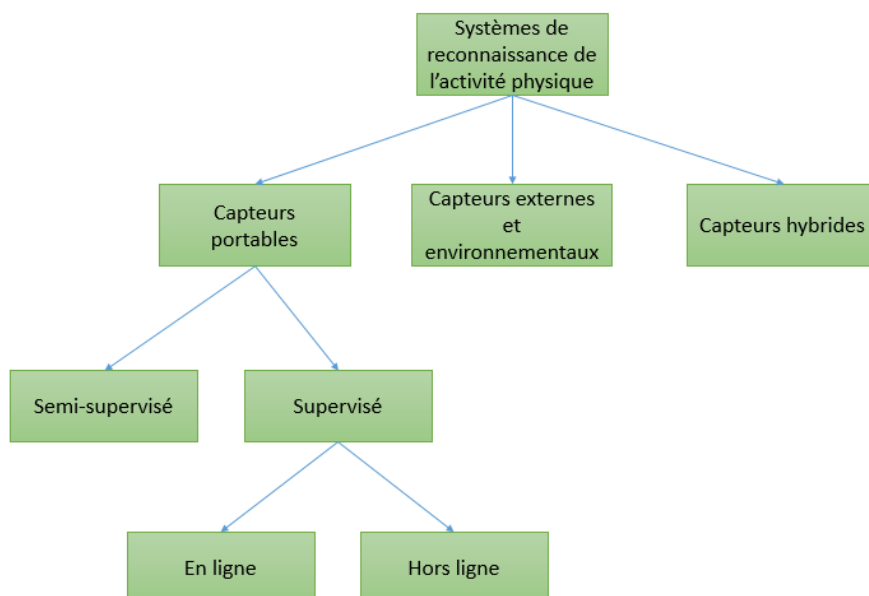 Systèmes de
reconnaissance de
l’activité physique
Capteurs
portables
Capteurs externes
et
environnementaux
Capteurs hybrides
Semi-supervisé
Supervisé
En ligne
Hors ligne